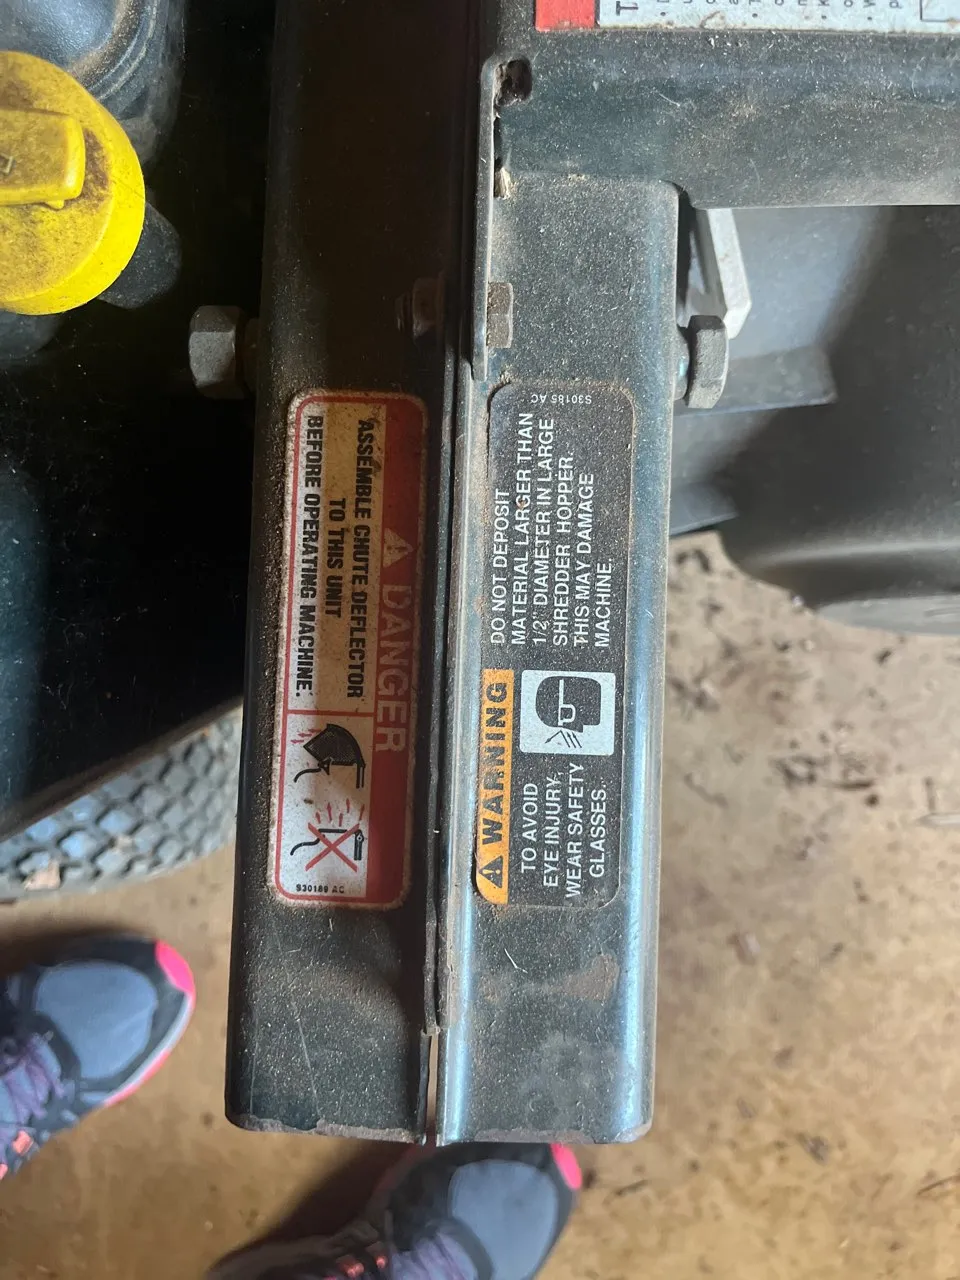 ⚠ DANGER
ASSEMBLE CHUTE DEFLECTOR
TO THIS UNIT
BEFORE OPERATING MACHINE.
S30189 AC
⚠ WARNING
TO AVOID
EYE INJURY,
WEAR SAFETY
GLASSES.
DO NOT DEPOSIT
MATERIAL LARGER THAN
1/2" DIAMETER IN LARGE
SHREDDER HOPPER.
THIS MAY DAMAGE
MACHINE.
S30185 AC